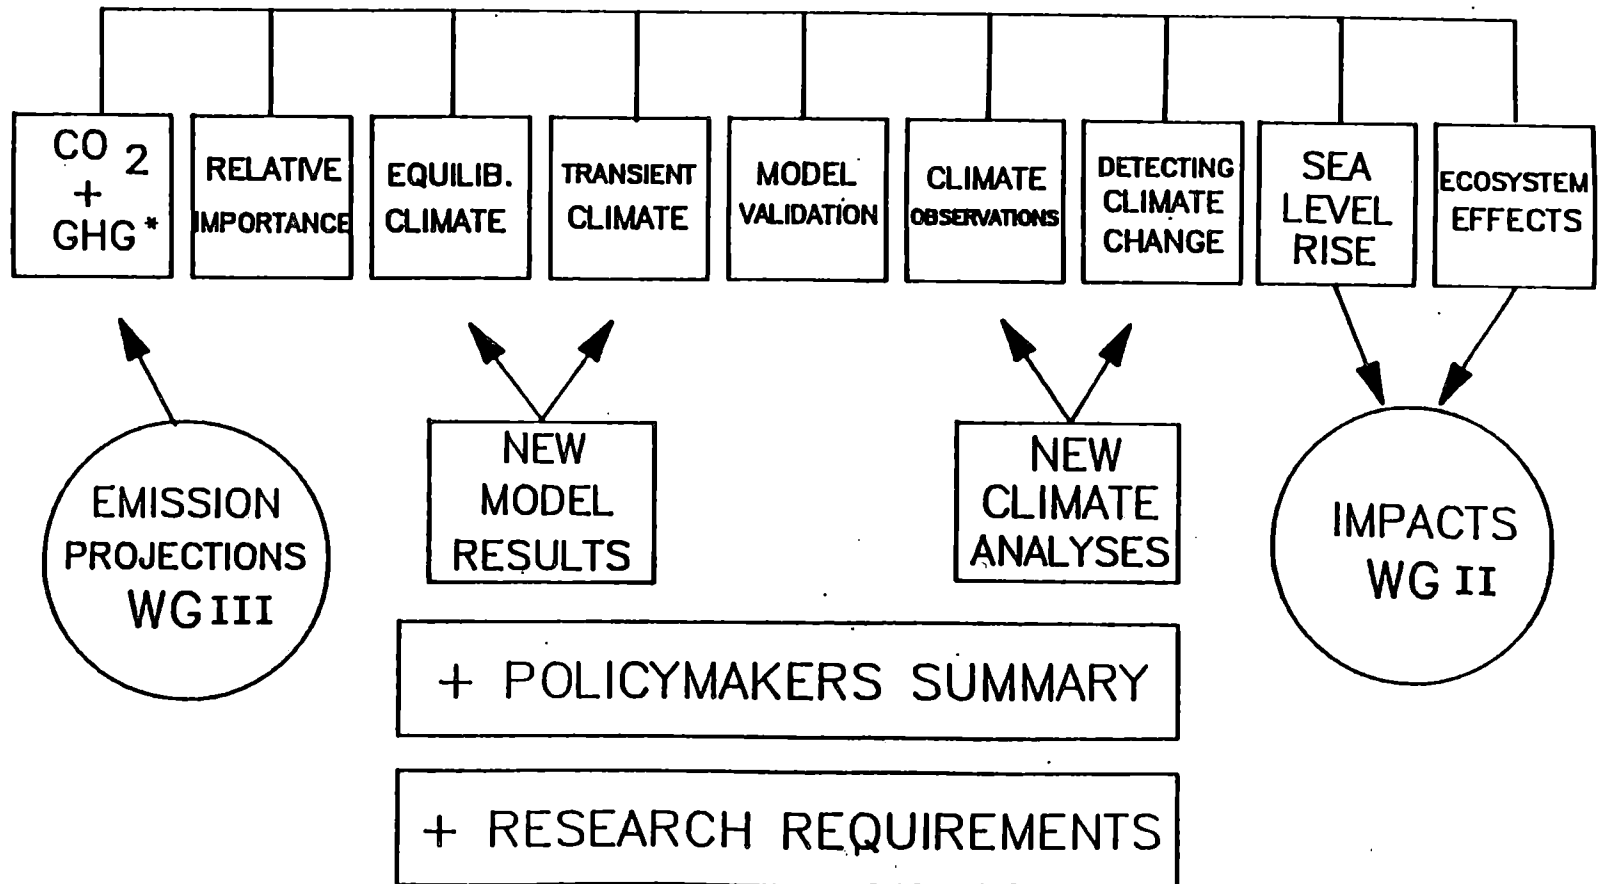 CO 2
+
GHG*
RELATIVE
IMPORTANCE
EQUILIB.
CLIMATE
TRANSIENT
CLIMATE
MODEL
VALIDATION
CLIMATE
OBSERVATIONS
DETECTING
CLIMATE
CHANGE
SEA
LEVEL
RISE
ECOSYSTEM
EFFECTS
EMISSION
PROJECTIONS
WG III
NEW
MODEL
RESULTS
NEW
CLIMATE
ANALYSES
IMPACTS
WG II
+ POLICYMAKERS SUMMARY
+ RESEARCH REQUIREMENTS